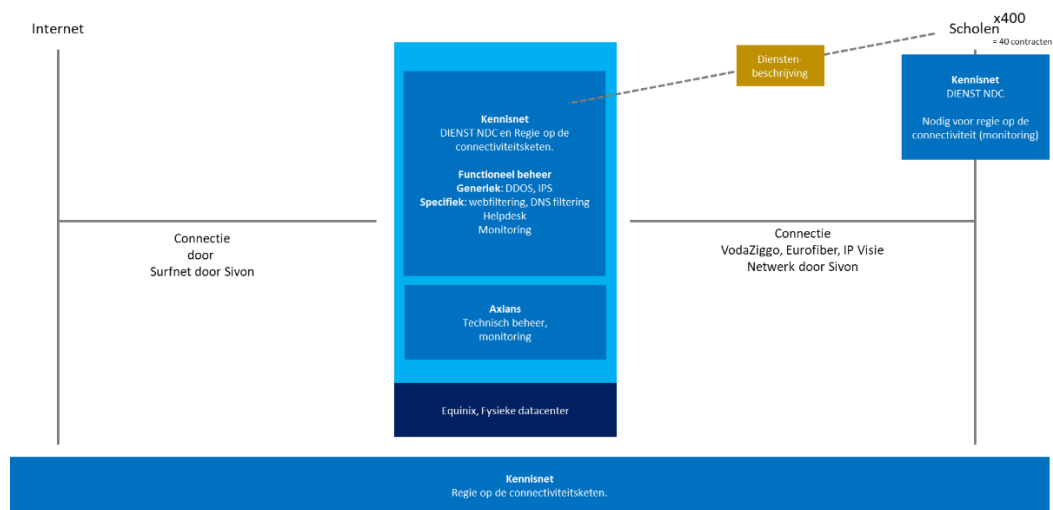 Internet
x400
Scholen
= 40 contracten
Diensten-
beschrijving
Kennisnet
DIENST NDC
Nodig voor regie op de
connectiviteit (monitoring)
Kennisnet
DIENST NDC en Regie op de
connectiviteitsketen.
Functioneel beheer
Generiek: DDOS, IPS
Specifiek: webfiltering, DNS filtering
Helpdesk
Monitoring
Connectie
door
Surfnet door Sivon
Connectie
VodaZiggo, Eurofiber, IP Visie
Netwerk door Sivon
Axians
Technisch beheer,
monitoring
Equinix, Fysieke datacenter
Kennisnet
Regie op de connectiviteitsketen.